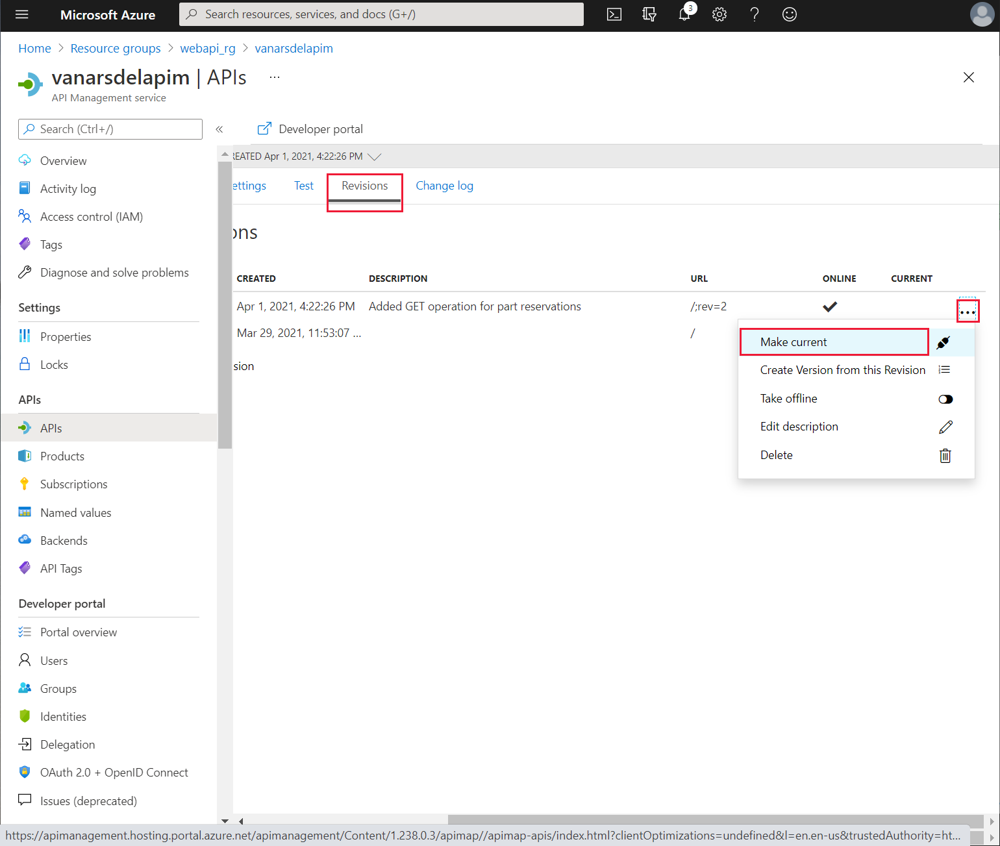 Microsoft Azure
Search resources, services, and docs (G+/)
3
Home > Resource groups > webapi_rg > vanarsdelapim
vanarsdelapim | APIs ...
API Management service
Search (Ctrl+/)
«
Developer portal
REATED Apr 1, 2021, 4:22:26 PM
ettings Test Revisions Change log
ons
CREATED DESCRIPTION URL ONLINE CURRENT
Apr 1, 2021, 4:22:26 PM Added GET operation for part reservations /;rev=2
Mar 29, 2021, 11:53:07 ... /
sion
Make current
Create Version from this Revision
Take offline
Edit description
Delete
Overview
Activity log
Access control (IAM)
Tags
Diagnose and solve problems
Settings
Properties
Locks
APIs
APIs
Products
Subscriptions
Named values
Backends
API Tags
Developer portal
Portal overview
Users
Groups
Identities
Delegation
OAuth 2.0 + OpenID Connect
Issues (deprecated)
https://apimanagement.hosting.portal.azure.net/apimanagement/Content/1.238.0.3/apimap//apimap-apis/index.html?clientOptimizations=undefined&l=en.en-us&trustedAuthority=ht...